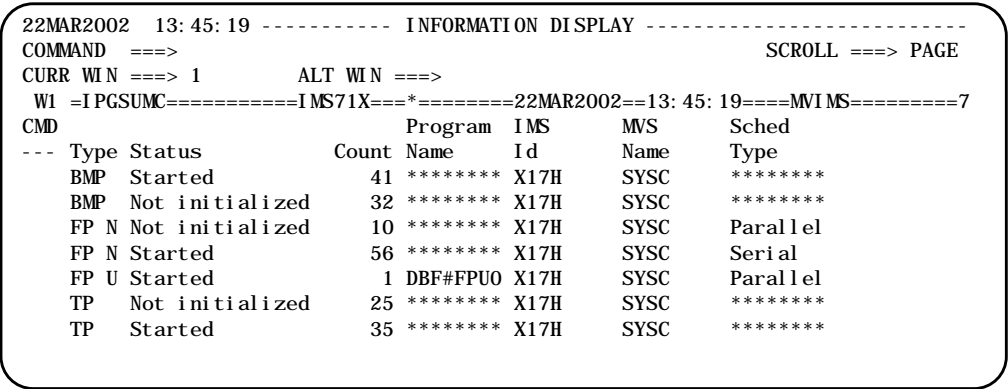 22MAR2002  13:45:19 ----------- INFORMATION DISPLAY ---------------------------
COMMAND  ===>                                                 SCROLL ===> PAGE
CURR WIN ===> 1        ALT WIN ===>
 W1 =IPGSUMC===========IMS71X===*========22MAR2002==13:45:19====MVIMS=========7
CMD                             Program  IMS      MVS      Sched
--- Type Status           Count Name     Id       Name     Type
    BMP  Started             41 ******** X17H     SYSC     ********
    BMP  Not initialized     32 ******** X17H     SYSC     ********
    FP N Not initialized     10 ******** X17H     SYSC     Parallel
    FP N Started             56 ******** X17H     SYSC     Serial
    FP U Started              1 DBF#FPU0 X17H     SYSC     Parallel
    TP   Not initialized     25 ******** X17H     SYSC     ********
    TP   Started             35 ******** X17H     SYSC     ********